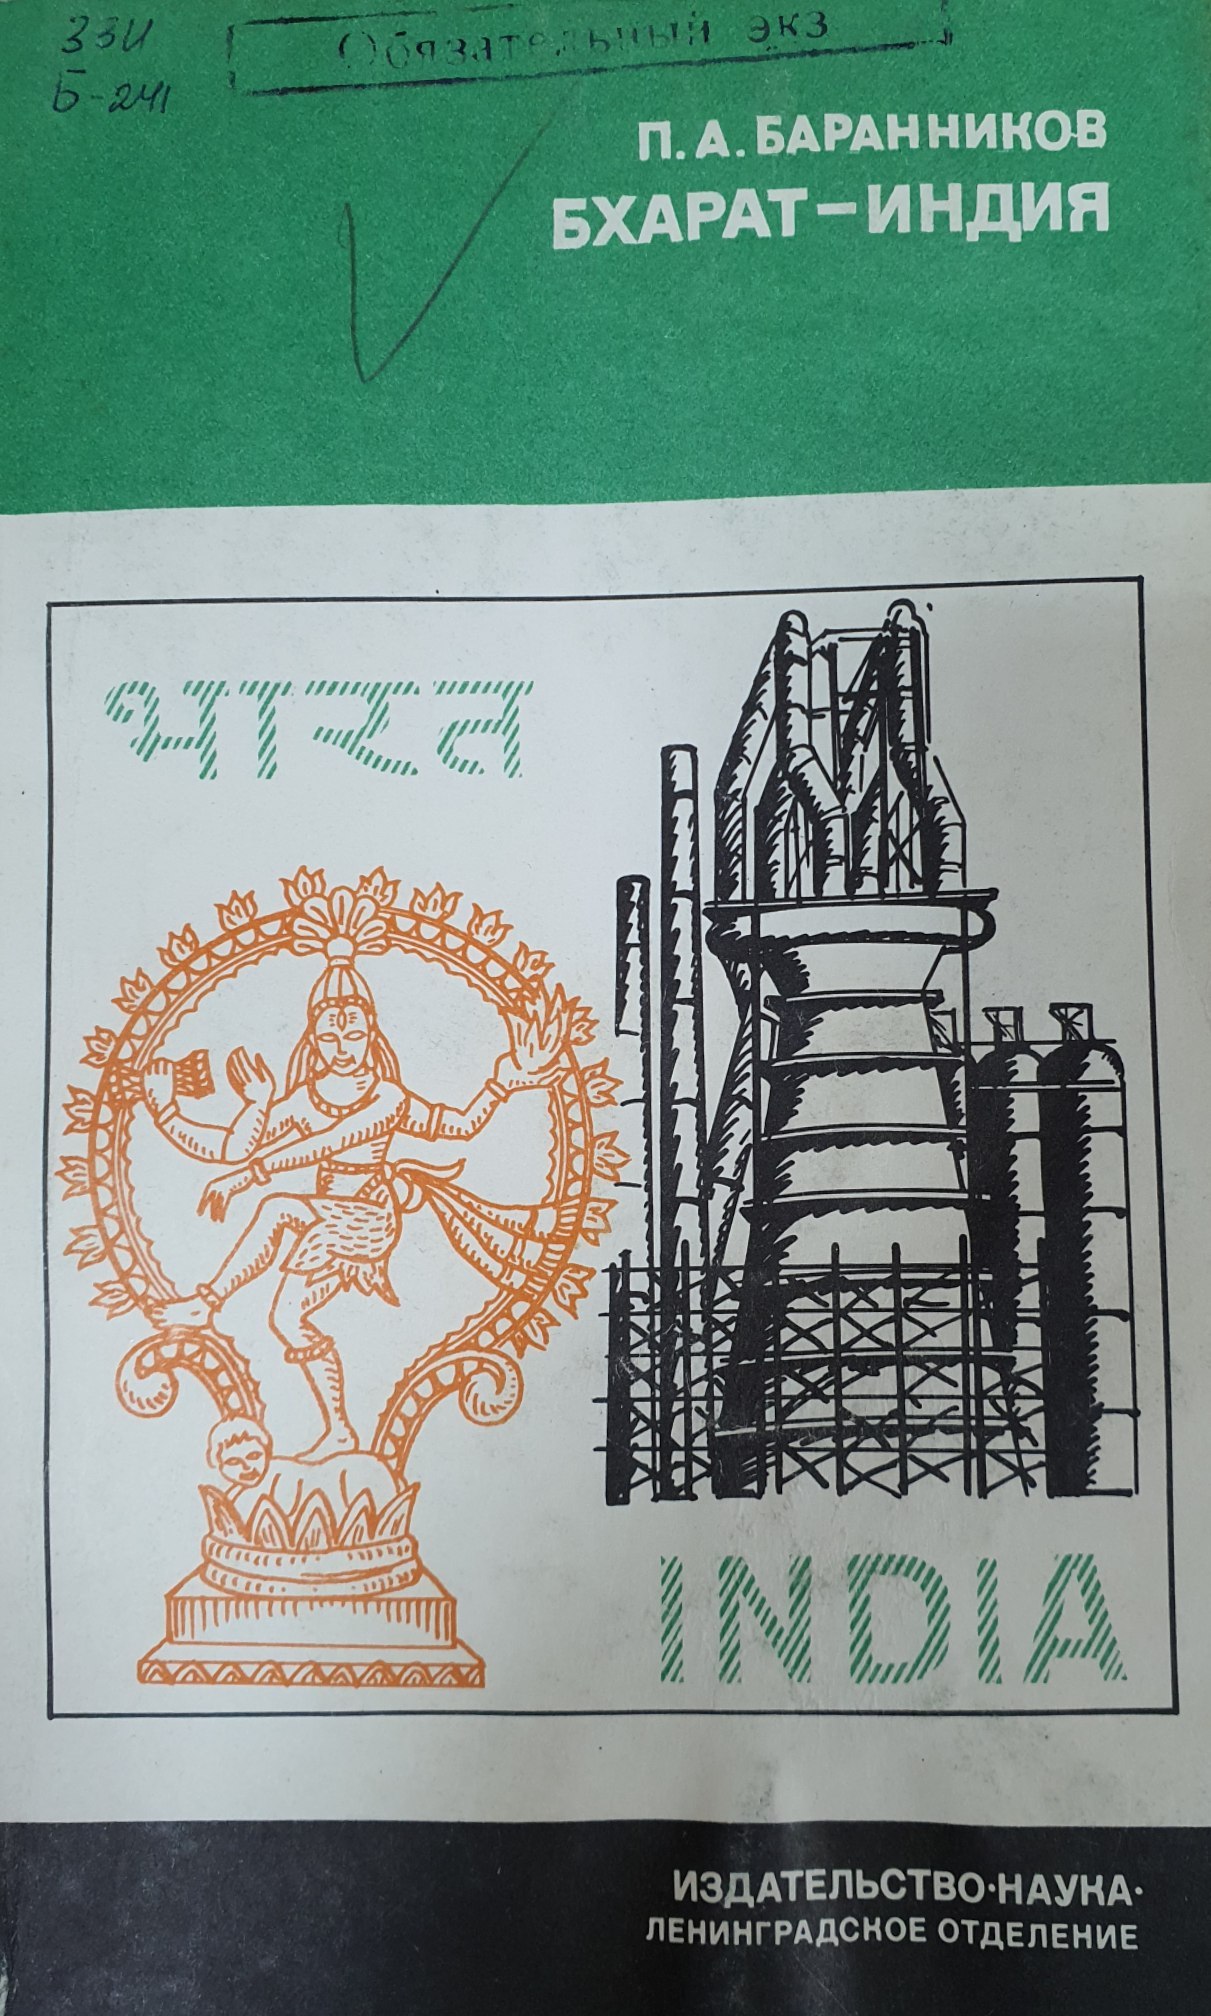 33И
Б-241
Обязательный экз
П. А. БАРАННИКОВ
БХАРАТ-ИНДИЯ
भारत
INDIA
ИЗДАТЕЛЬСТВО·НАУКА·
ЛЕНИНГРАДСКОЕ ОТДЕЛЕНИЕ